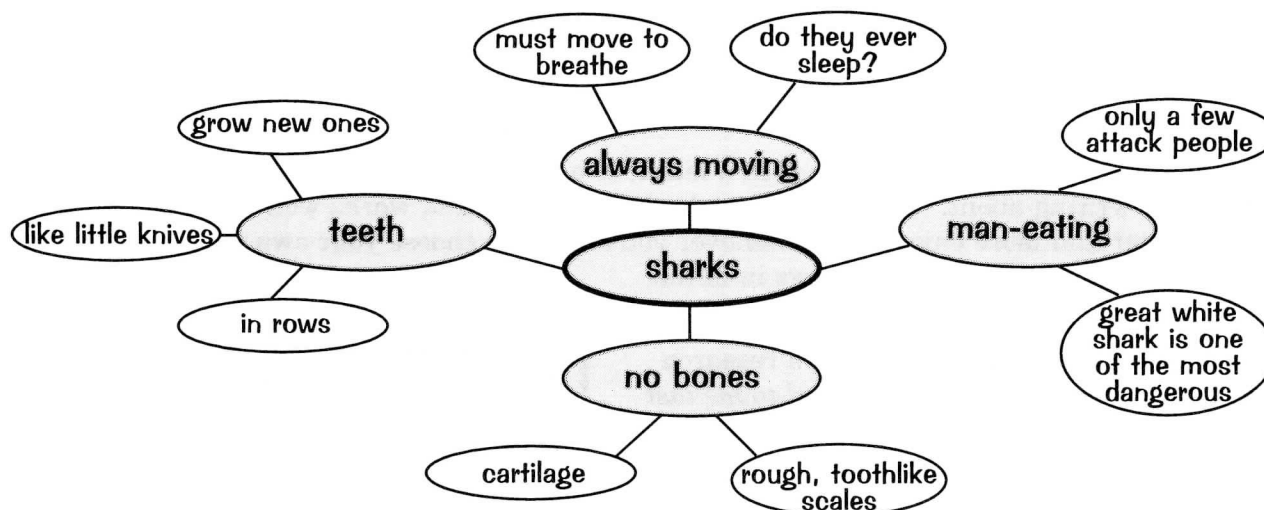 must move to
breathe
do they ever
sleep?
grow new ones
always moving
only a few
attack people
like little knives
teeth
man-eating
sharks
in rows
great white
shark is one
of the most
dangerous
no bones
cartilage
rough, toothlike
scales